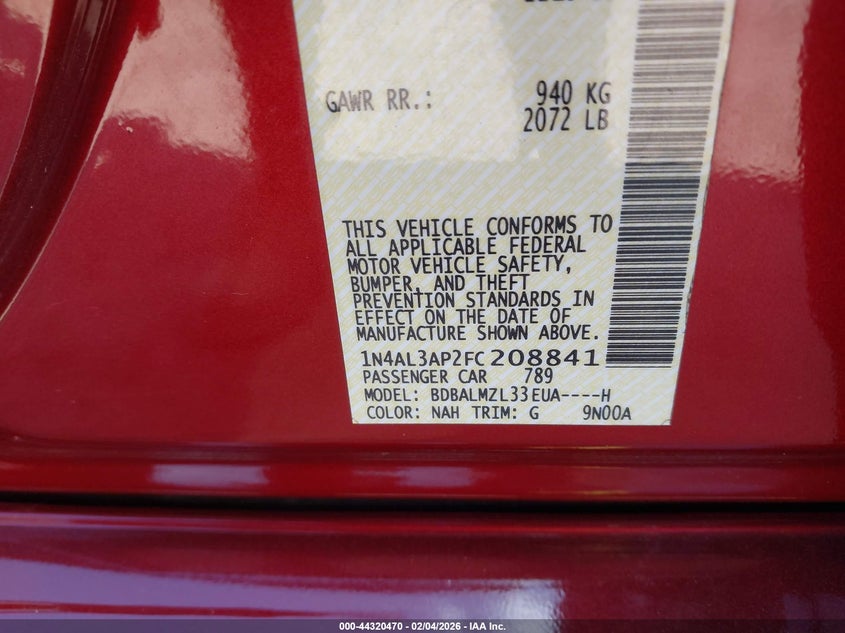 GAWR RR.: 940 KG
2072 LB
THIS VEHICLE CONFORMS TO
ALL APPLICABLE FEDERAL
MOTOR VEHICLE SAFETY,
BUMPER, AND THEFT
PREVENTION STANDARDS IN
EFFECT ON THE DATE OF
MANUFACTURE SHOWN ABOVE.
1N4AL3AP2FC208841
PASSENGER CAR 789
MODEL: BDBALMZL33EUA----H
COLOR: NAH TRIM: G 9N00A
000-44320470 - 02/04/2026 - IAA Inc.